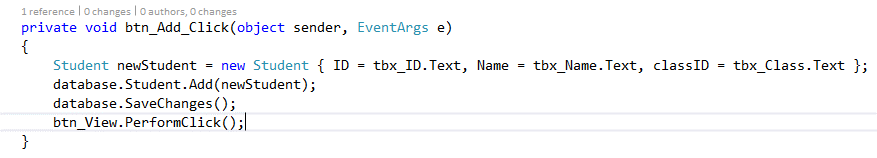 1 reference | 0 changes | 0 authors, 0 changes
private void btn_Add_Click(object sender, EventArgs e)
{
    Student newStudent = new Student { ID = tbx_ID.Text, Name = tbx_Name.Text, classID = tbx_Class.Text };
    database.Student.Add(newStudent);
    database.SaveChanges();
    btn_View.PerformClick();
}